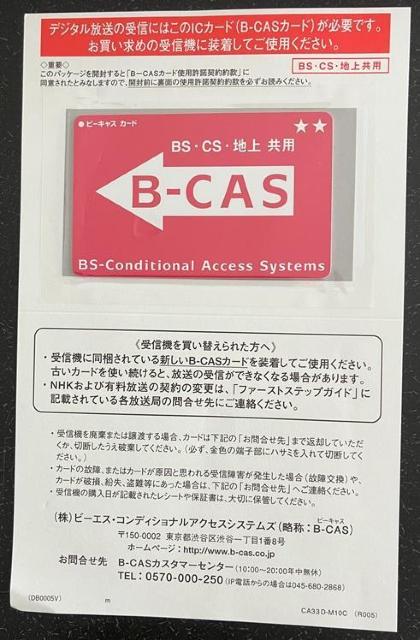 デジタル放送の受信にはこのICカード(B-CASカード)が必要です。
お買い求めの受信機に装着してご使用ください。
◇重要◇
このパッケージを開封すると「B-CASカード使用許諾契約約款」に
同意されたとみなしますので、開封前に裏面の使用許諾契約約款を必ずお読みください。
BS・CS・地上共用
●ビーキャス カード
★★
BS・CS・地上 共用
B-CAS
BS-Conditional Access Systems
《受信機を買い替えられた方へ》
・受信機に同梱されている新しいB-CASカードを装着してご使用ください。
古いカードを使い続けると、放送の受信ができなくなる場合があります。
・NHKおよび有料放送の契約の変更は、「ファーストステップガイド」に
記載されている各放送局の問合せ先にご連絡ください。
・受信機を廃棄または譲渡する場合、カードは下記の「お問合せ先」まで返却していただ
くか、切断したうえ破棄してください。(必ず、金色の端子部にハサミを入れて切断してく
ださい。)
・カードの故障、またはカードが原因と思われる受信障害が発生した場合(故障交換)や、
カードが破損、紛失、盗難等にあった場合は、下記の「お問合せ先」へご連絡ください。
・受信機の購入日が記載されたレシートや保証書は、大切に保管してください。
(株)ビーエス・コンディショナルアクセスシステムズ(略称:B-CAS)
ビーキャス
〒150-0002 東京都渋谷区渋谷一丁目1番8号
ホームページ:http://www.b-cas.co.jp
お問合せ先 B-CASカスタマーセンター(10:00~20:00年中無休)
TEL: 0570-000-250(IP電話からの場合は045-680-2868)
(DB0005V) m CA33D-M10C (R005)